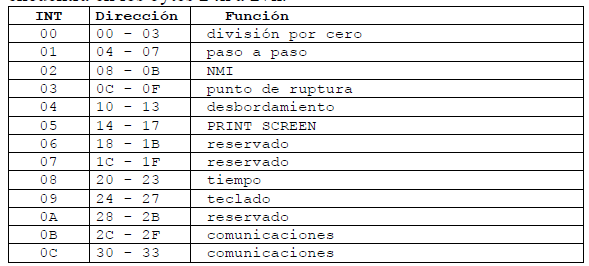 INT Dirección Función
00 00 – 03 división por cero
01 04 – 07 paso a paso
02 08 – 0B NMI
03 0C – 0F punto de ruptura
04 10 – 13 desbordamiento
05 14 – 17 PRINT SCREEN
06 18 – 1B reservado
07 1C – 1F reservado
08 20 – 23 tiempo
09 24 – 27 teclado
0A 28 – 2B reservado
0B 2C – 2F comunicaciones
0C 30 – 33 comunicaciones